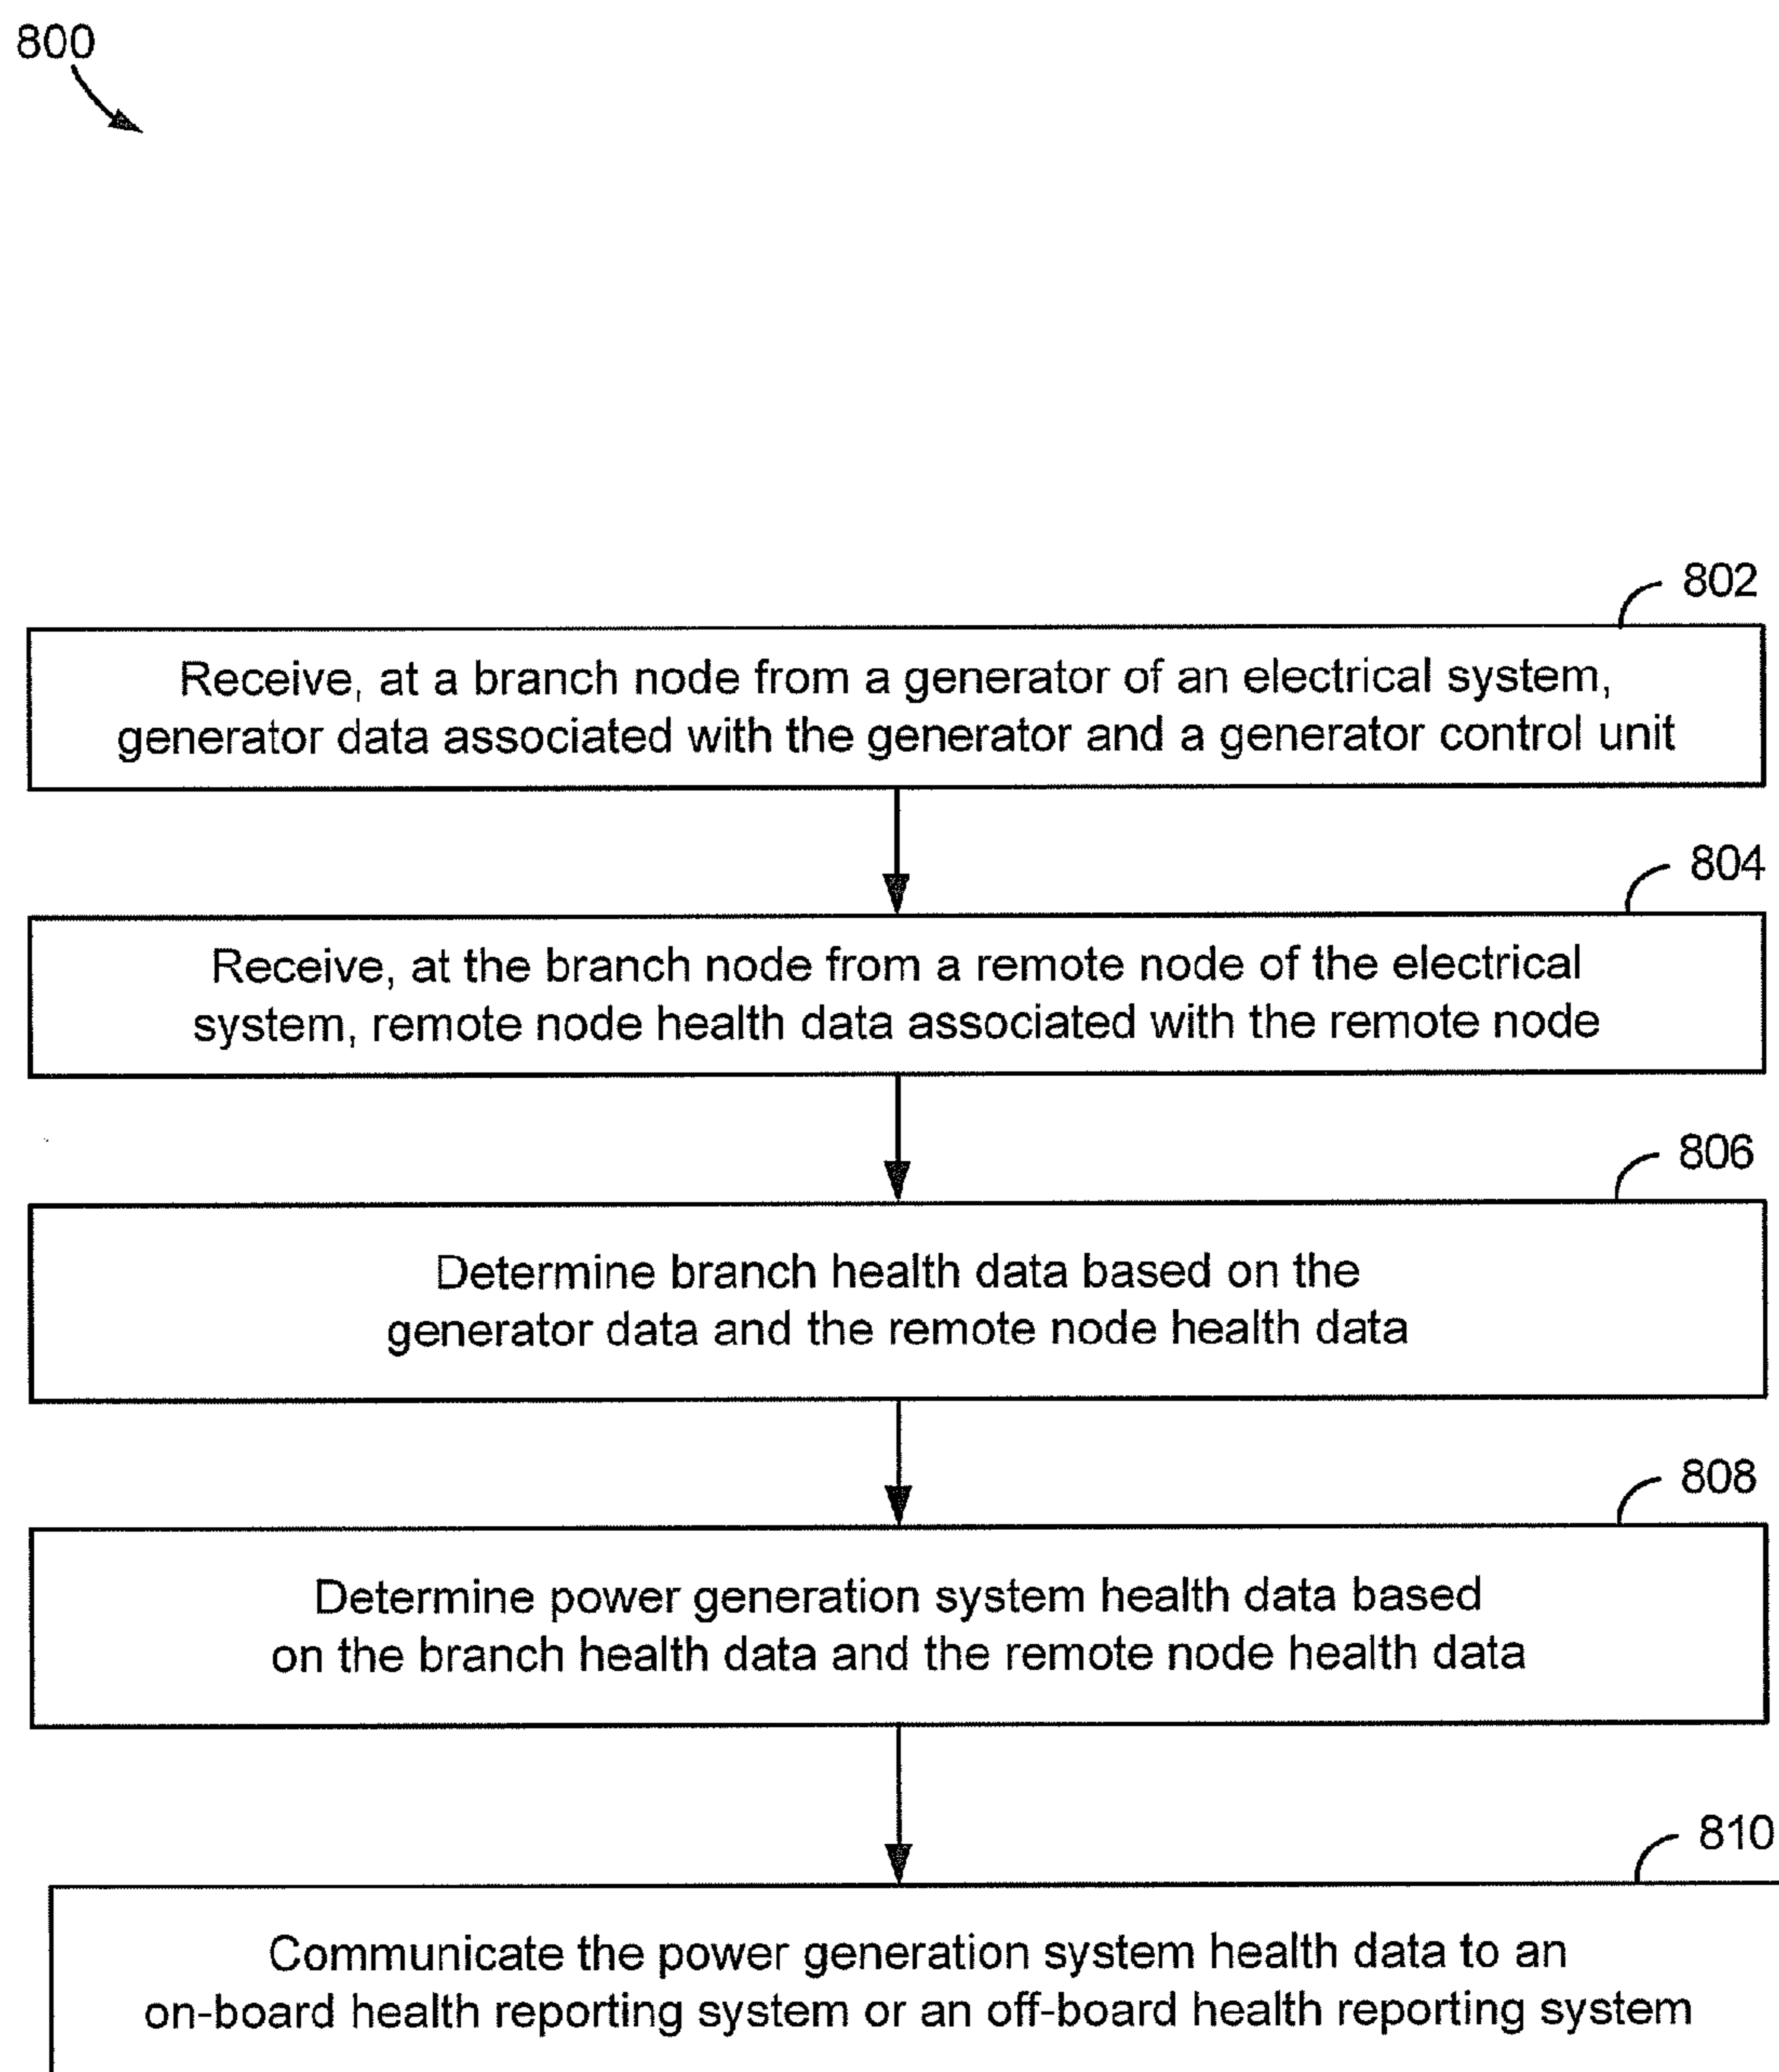 800
802
Receive, at a branch node from a generator of an electrical system,
generator data associated with the generator and a generator control unit
804
Receive, at the branch node from a remote node of the electrical
system, remote node health data associated with the remote node
806
Determine branch health data based on the
generator data and the remote node health data
808
Determine power generation system health data based
on the branch health data and the remote node health data
810
Communicate the power generation system health data to an
on-board health reporting system or an off-board health reporting system